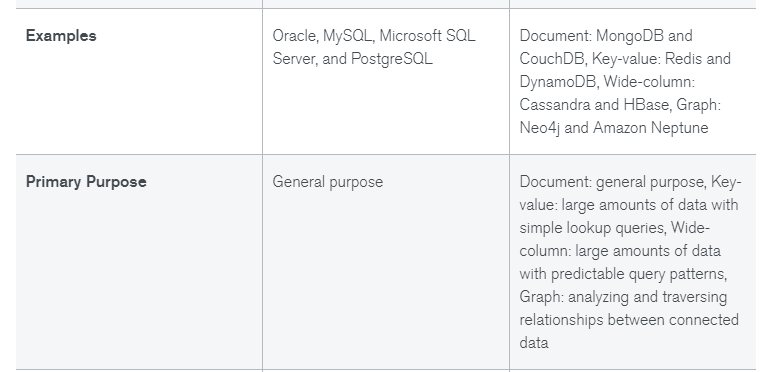 Examples
Oracle, MySQL, Microsoft SQL
Server, and PostgreSQL
Document: MongoDB and
CouchDB, Key-value: Redis and
DynamoDB, Wide-column:
Cassandra and HBase, Graph:
Neo4j and Amazon Neptune
Primary Purpose
General purpose
Document: general purpose, Key-
value: large amounts of data with
simple lookup queries, Wide-
column: large amounts of data
with predictable query patterns,
Graph: analyzing and traversing
relationships between connected
data